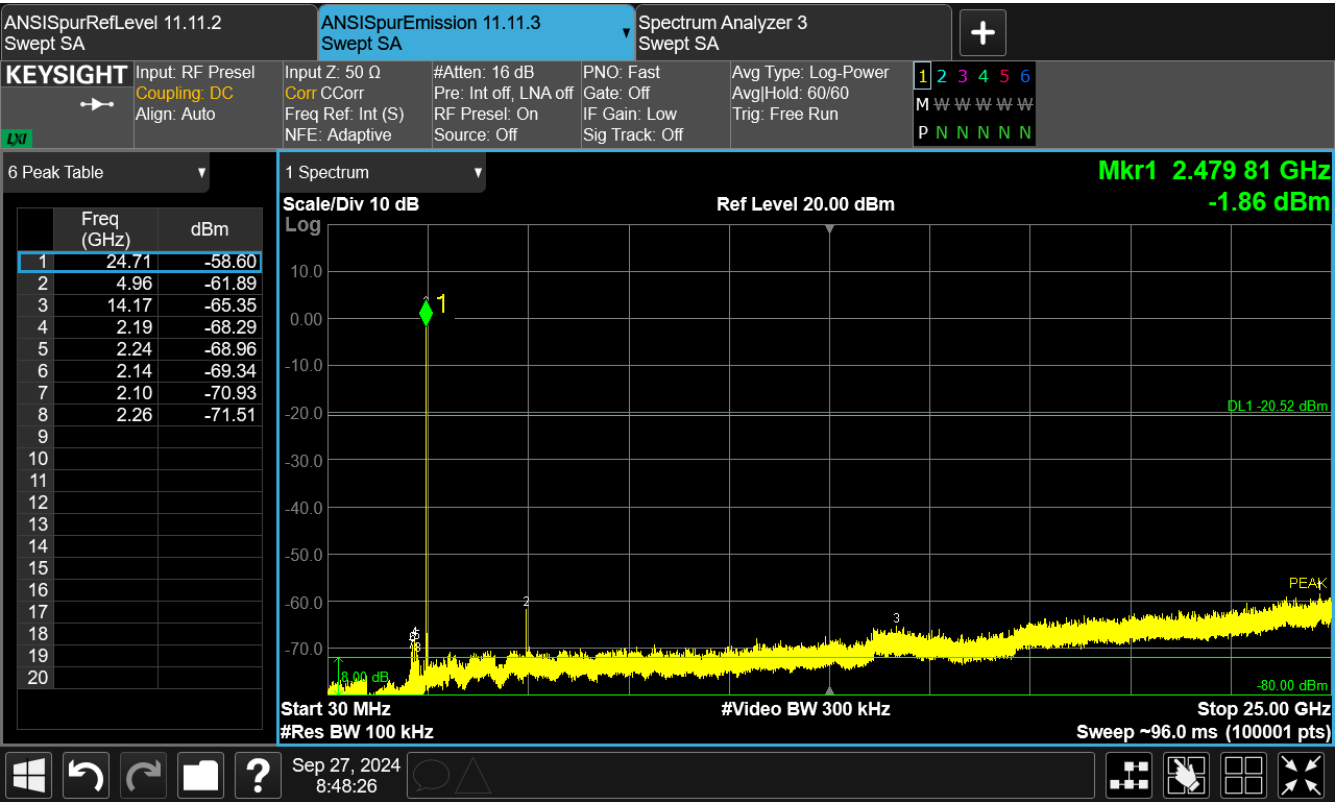 ANSISpurRefLevel 11.11.2
Swept SA
ANSISpurEmission 11.11.3
Swept SA
Spectrum Analyzer 3
Swept SA
KEYSIGHT
LXI
Input: RF Presel
Coupling: DC
Align: Auto
Input Z: 50 Ω
Corr CCorr
Freq Ref: Int (S)
NFE: Adaptive
#Atten: 16 dB
Pre: Int off, LNA off
RF Presel: On
Source: Off
PNO: Fast
Gate: Off
IF Gain: Low
Sig Track: Off
Avg Type: Log-Power
Avg|Hold: 60/60
Trig: Free Run
1 2 3 4 5 6
M W W W W W
P N N N N N
6 Peak Table
Freq (GHz) dBm
1 24.71 -58.60
2 4.96 -61.89
3 14.17 -65.35
4 2.19 -68.29
5 2.24 -68.96
6 2.14 -69.34
7 2.10 -70.93
8 2.26 -71.51
9
10
11
12
13
14
15
16
17
18
19
20
1 Spectrum
Mkr1 2.479 81 GHz
-1.86 dBm
Scale/Div 10 dB
Ref Level 20.00 dBm
Log
10.0
1
0.00
-10.0
DL1 -20.52 dBm
-20.0
-30.0
-40.0
-50.0
PEAK
-60.0
2
3
-70.0
8.00 dB
-80.00 dBm
Start 30 MHz
#Video BW 300 kHz
Stop 25.00 GHz
#Res BW 100 kHz
Sweep ~96.0 ms (100001 pts)
?
Sep 27, 2024
8:48:26